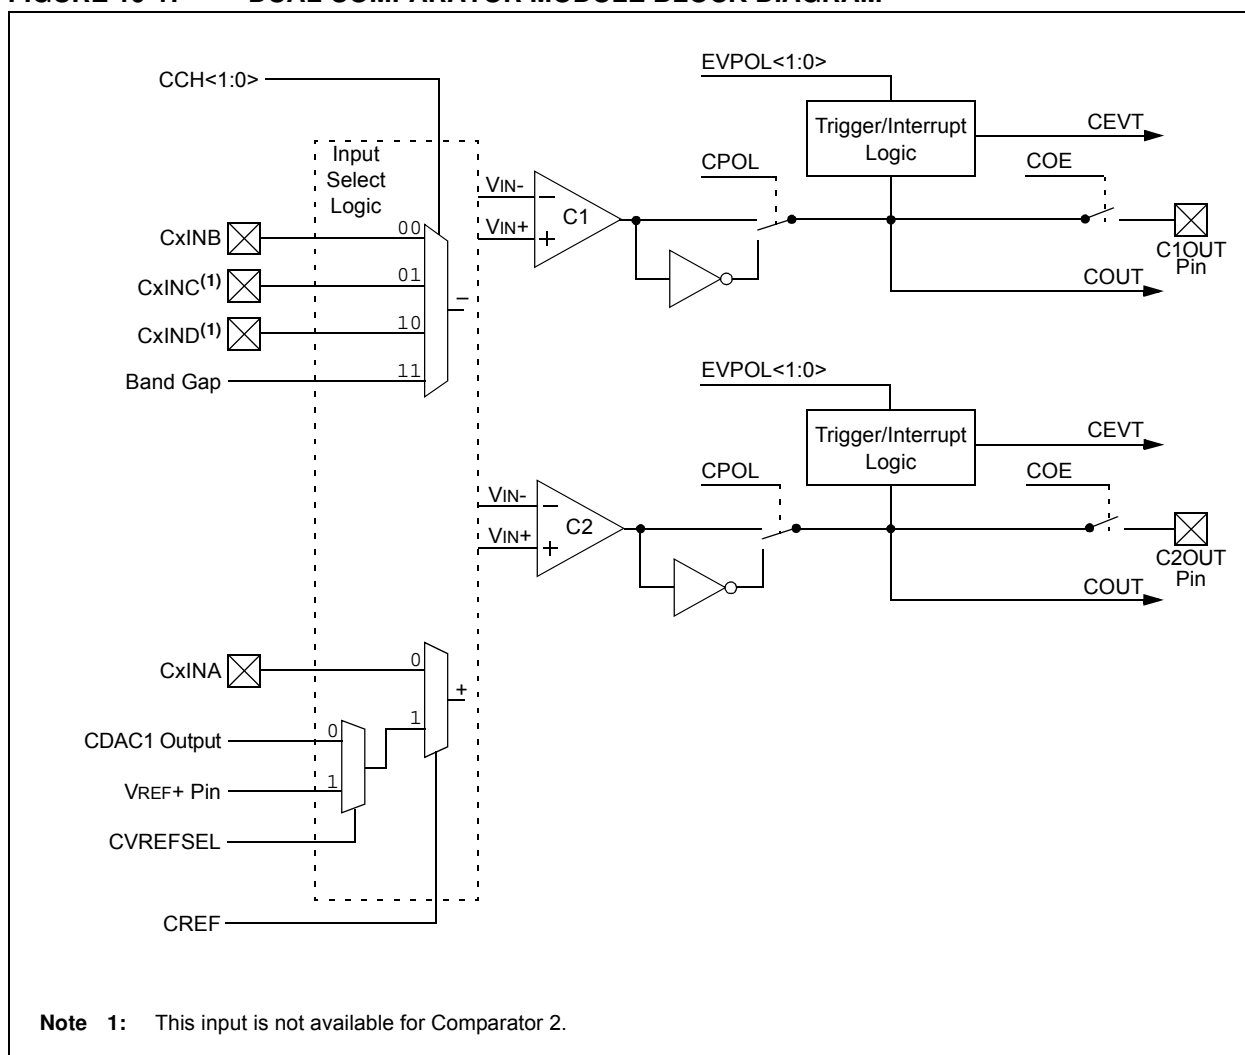 CCH<1:0>
Input
Select
Logic
CxINB
00
CxINC(1)
01
CxIND(1)
10
Band Gap
11
–
EVPOL<1:0>
Trigger/Interrupt
Logic
CEVT
CPOL
COE
VIN-
–
VIN+
+
C1
C1OUT
Pin
COUT
EVPOL<1:0>
Trigger/Interrupt
Logic
CEVT
CPOL
COE
VIN-
–
VIN+
+
C2
C2OUT
Pin
COUT
CxINA
0
+
1
CDAC1 Output
0
VREF+ Pin
1
CVREFSEL
CREF
Note 1: This input is not available for Comparator 2.